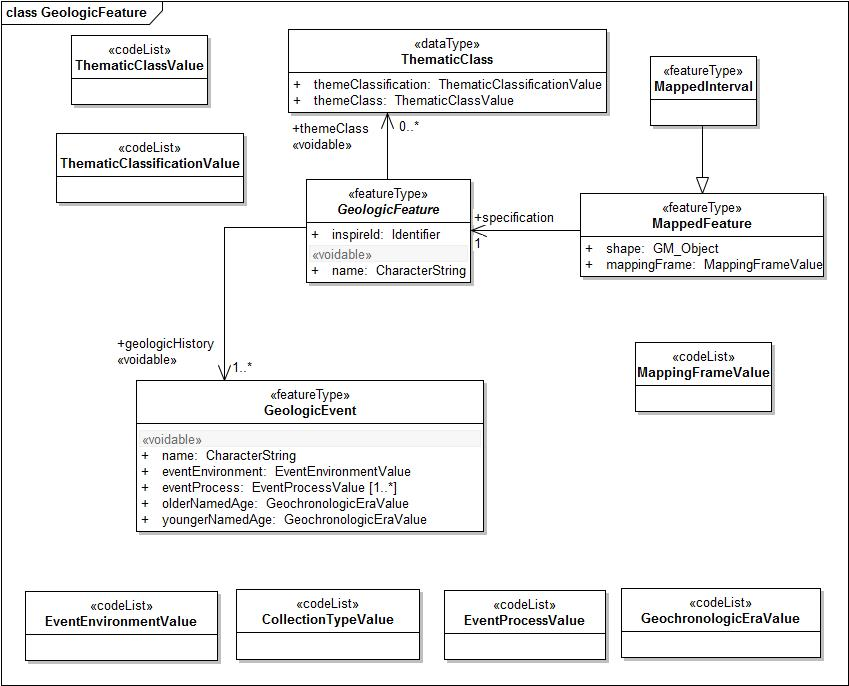 class GeologicFeature
«codeList»
ThematicClassValue
«dataType»
ThematicClass
+ themeClassification: ThematicClassificationValue
+ themeClass: ThematicClassValue
«featureType»
MappedInterval
«codeList»
ThematicClassificationValue
+themeClass
«voidable»
0..*
«featureType»
GeologicFeature
+ inspireId: Identifier
«voidable»
+ name: CharacterString
+specification
1
«featureType»
MappedFeature
+ shape: GM_Object
+ mappingFrame: MappingFrameValue
+geologicHistory
«voidable»
1..*
«codeList»
MappingFrameValue
«featureType»
GeologicEvent
«voidable»
+ name: CharacterString
+ eventEnvironment: EventEnvironmentValue
+ eventProcess: EventProcessValue [1..*]
+ olderNamedAge: GeochronologicEraValue
+ youngerNamedAge: GeochronologicEraValue
«codeList»
EventEnvironmentValue
«codeList»
CollectionTypeValue
«codeList»
EventProcessValue
«codeList»
GeochronologicEraValue